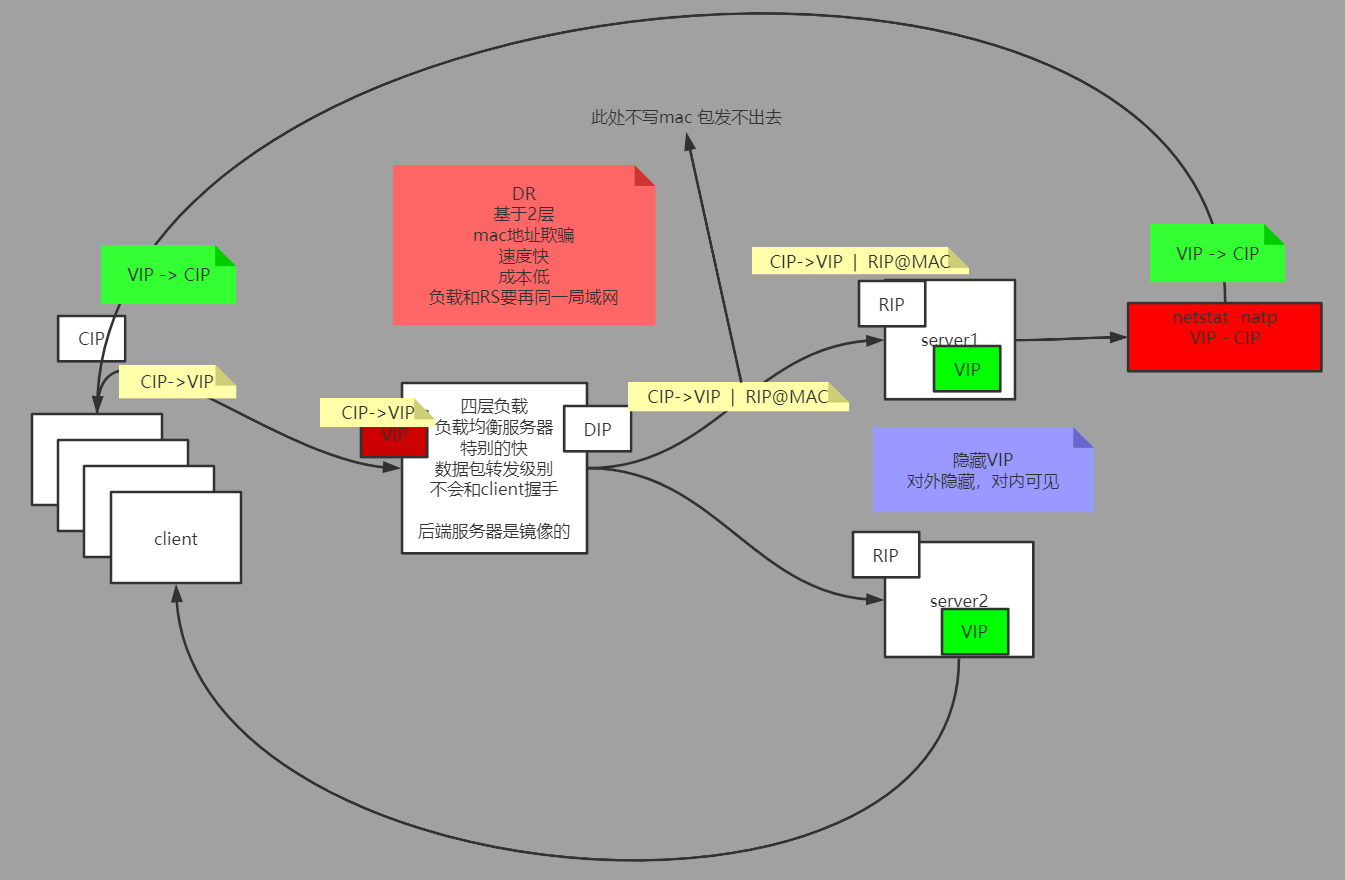 此处不写mac 包发不出去
DR
基于2层
mac地址欺骗
速度快
成本低
负载和RS要再同一局域网
VIP -> CIP
VIP -> CIP
CIP->VIP | RIP@MAC
RIP
server1
VIP
netstat -natp
VIP - CIP
CIP
CIP->VIP
CIP->VIP
VIP
四层负载
负载均衡服务器
特别的快
数据包转发级别
不会和client握手
后端服务器是镜像的
DIP
CIP->VIP | RIP@MAC
隐藏VIP
对外隐藏，对内可见
client
RIP
server2
VIP